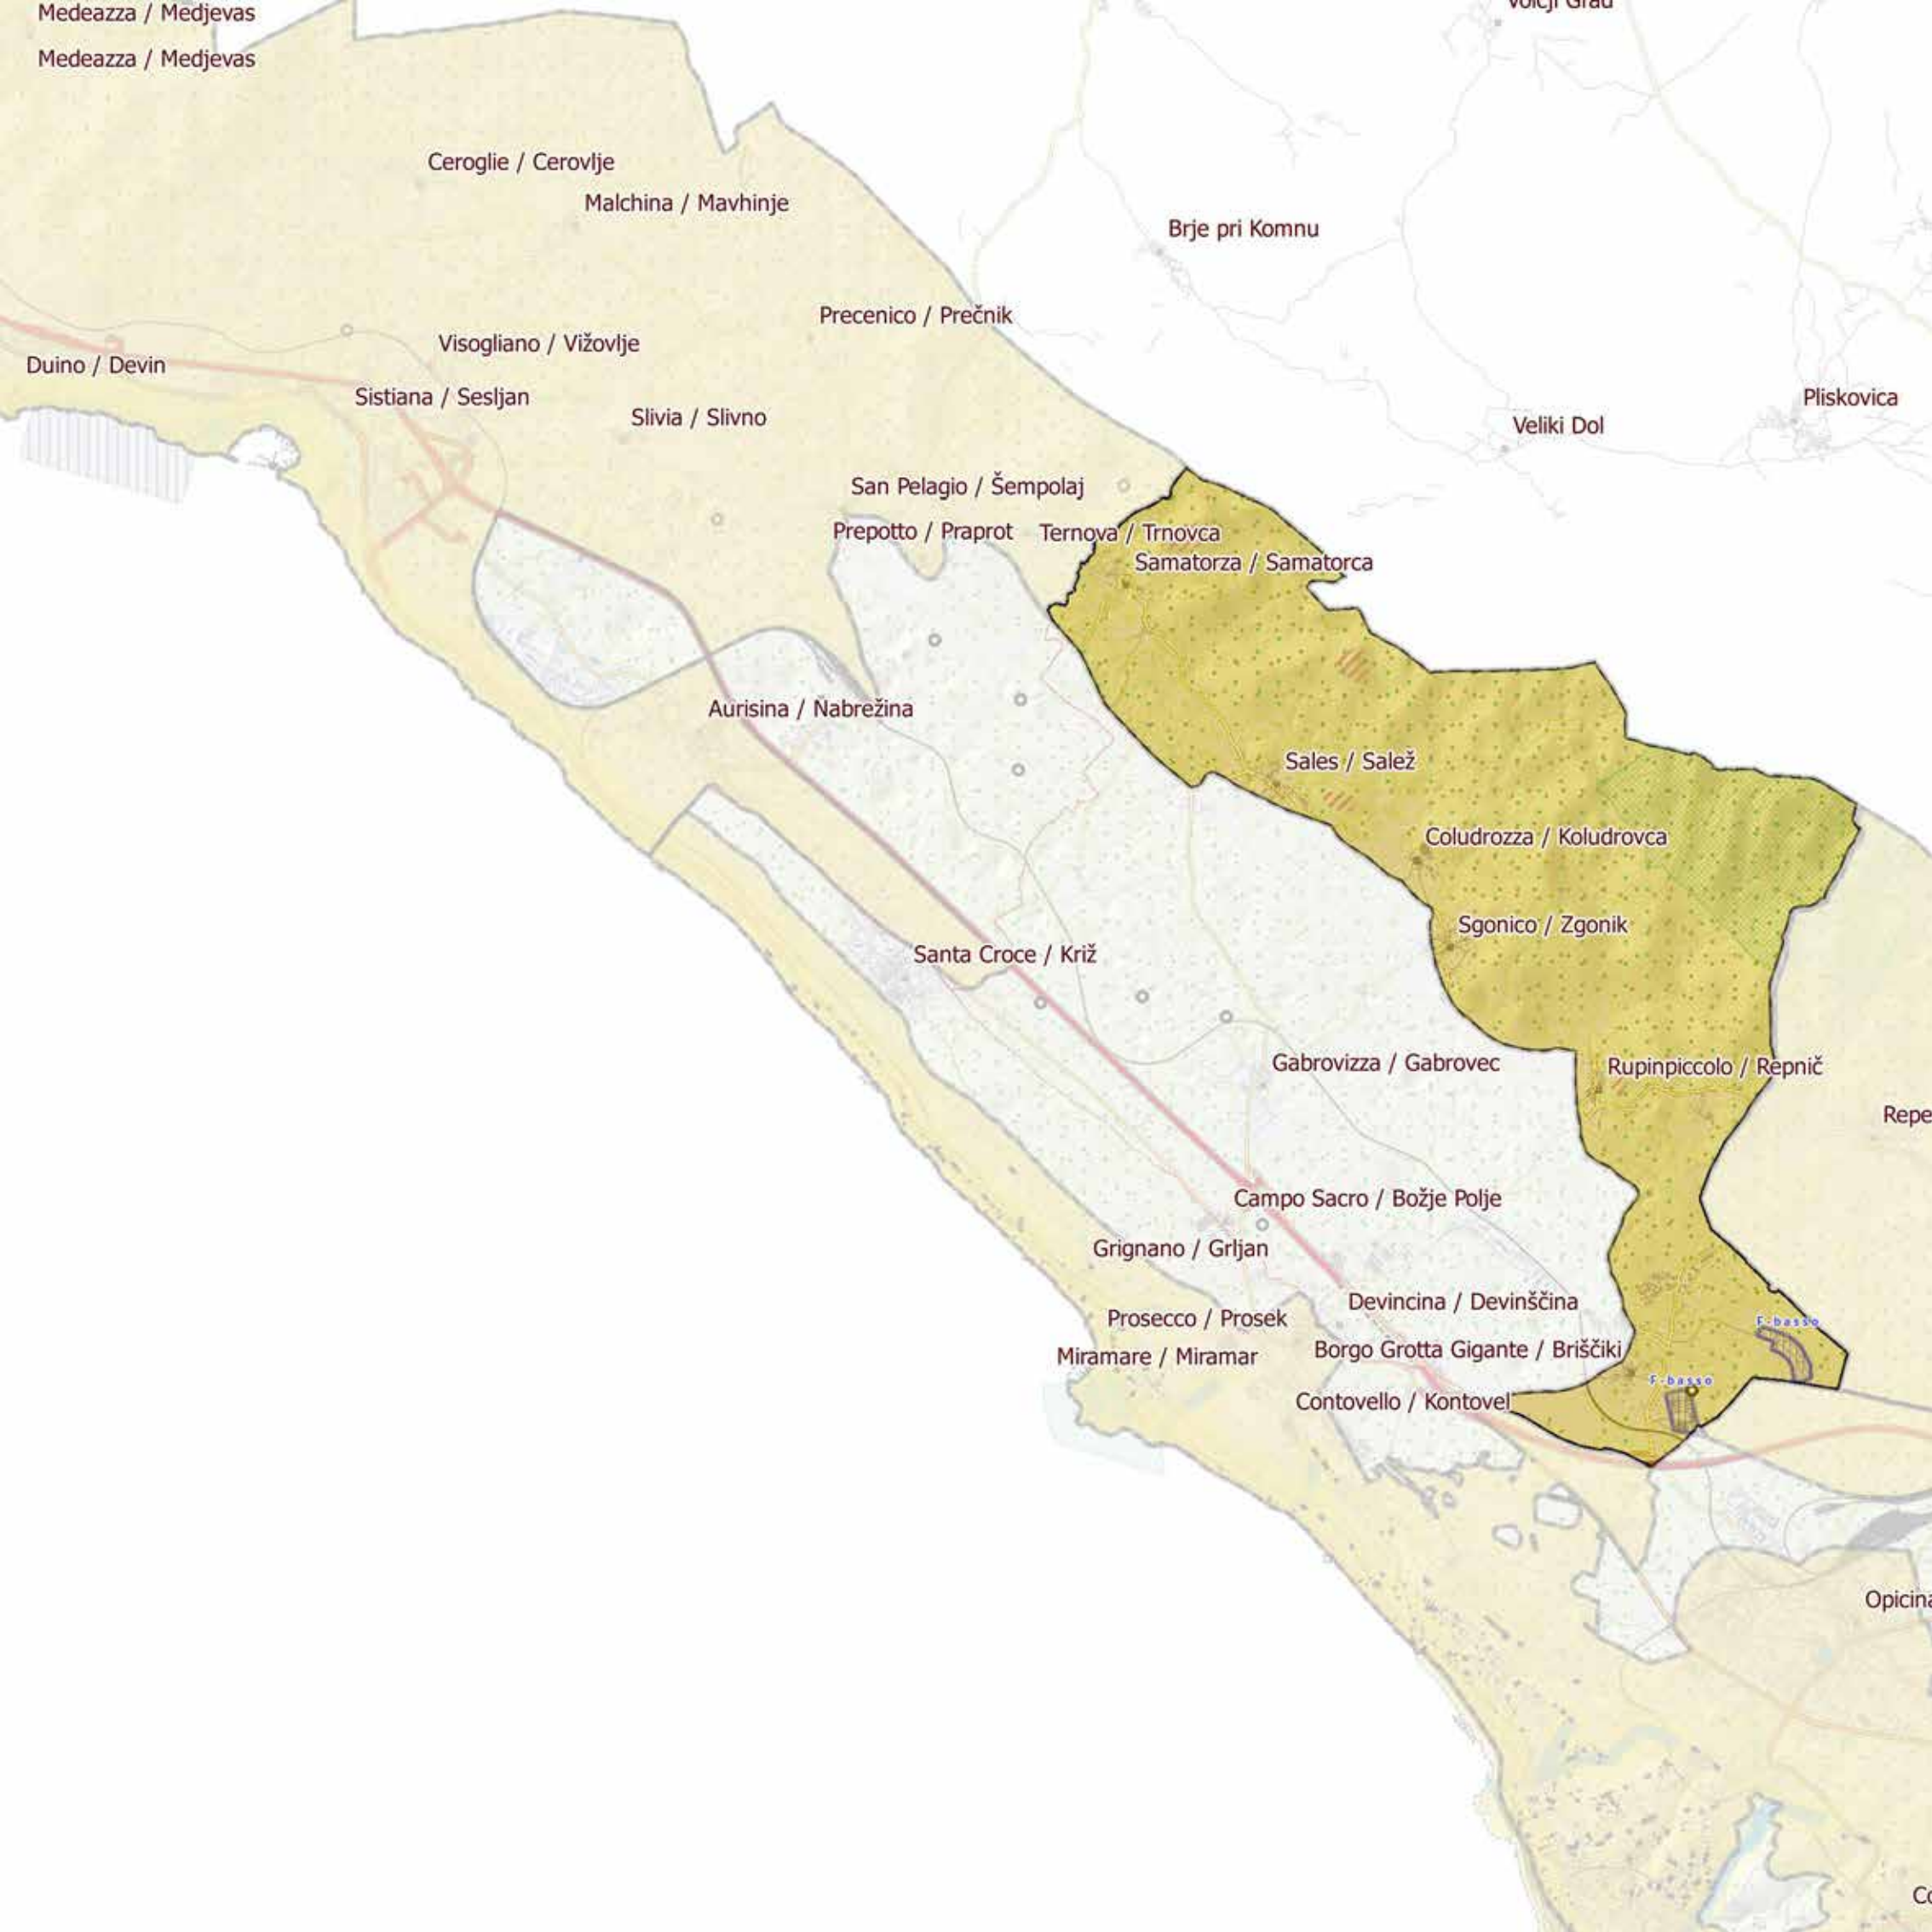 Medeazza / Medjevas
Volčji Grad
Medeazza / Medjevas
Ceroglie / Cerovlje
Malchina / Mavhinje
Brje pri Komnu
Precenico / Prečnik
Visogliano / Vižovlje
Duino / Devin
Sistiana / Sesljan
Pliskovica
Slivia / Slivno
Veliki Dol
San Pelagio / Šempolaj
Prepotto / Praprot
Ternova / Trnovca
Samatorza / Samatorca
Aurisina / Nabrežina
Sales / Salež
Coludrozza / Koludrovca
Sgonico / Zgonik
Santa Croce / Križ
Gabrovizza / Gabrovec
Rupinpiccolo / Repnič
Repe
Campo Sacro / Božje Polje
Grignano / Grljan
Devincina / Devinščina
Prosecco / Prosek
F-basso
Borgo Grotta Gigante / Briščiki
Miramare / Miramar
F-basso
Contovello / Kontovel
Opicina